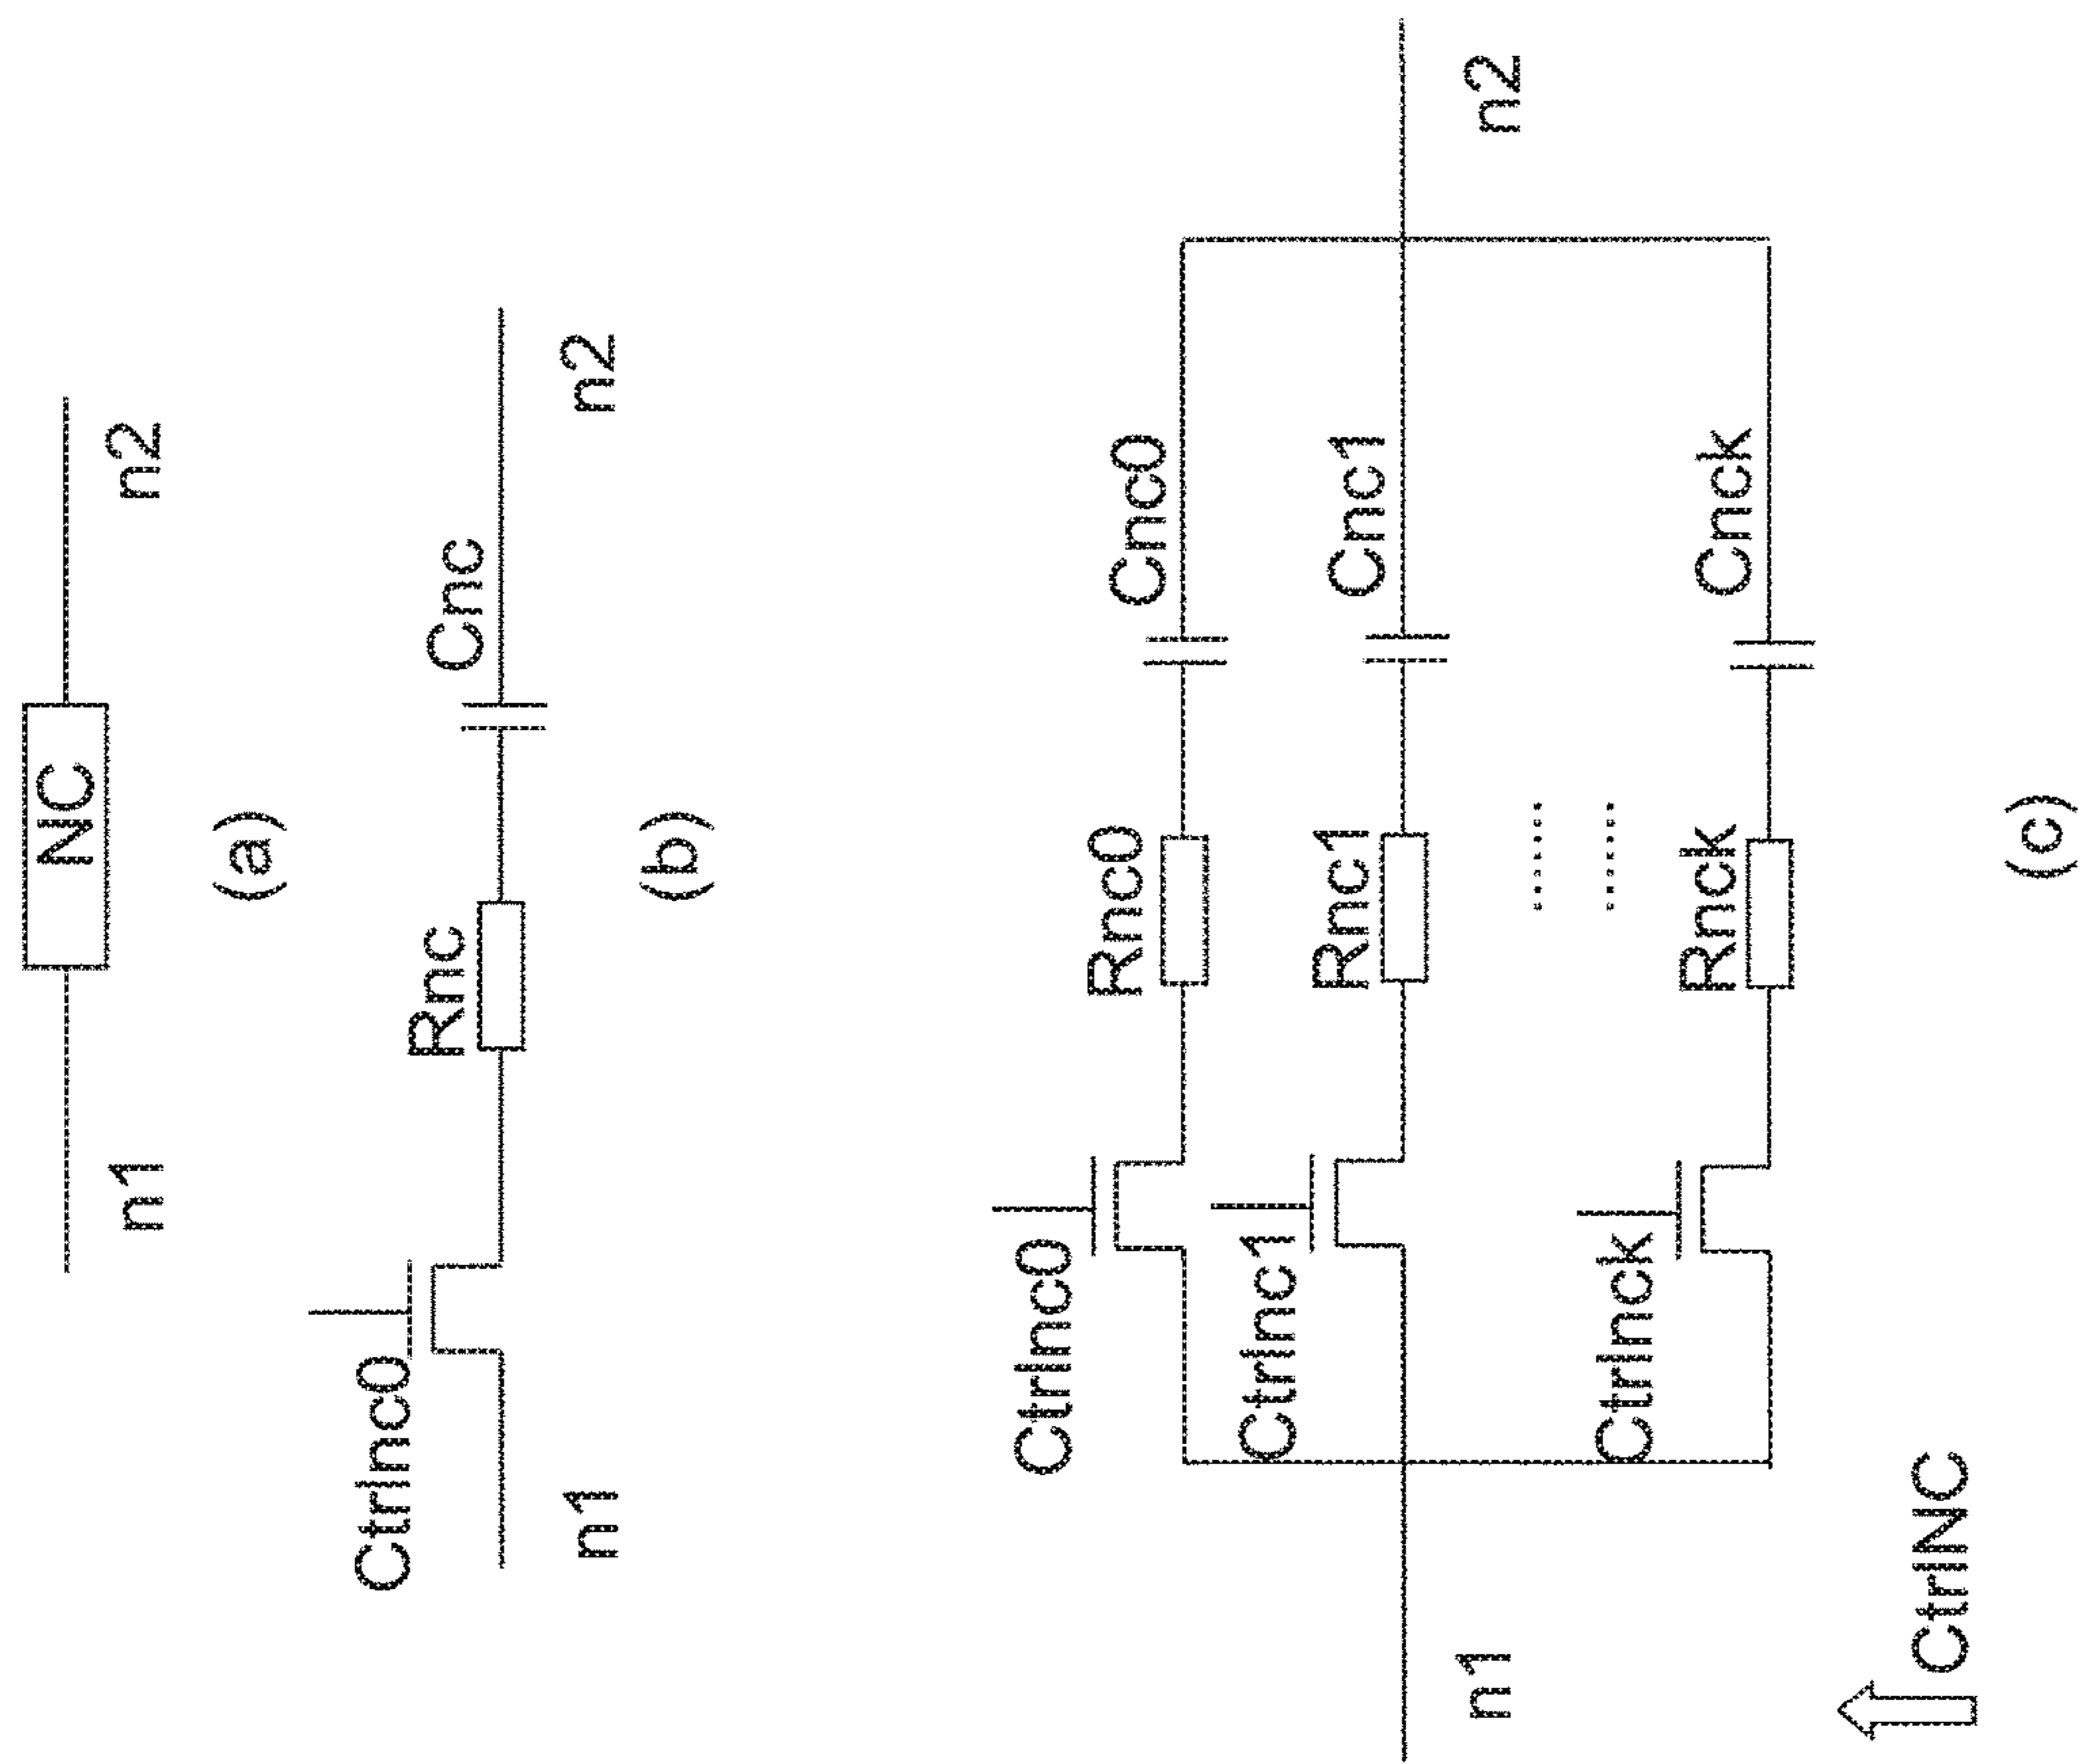 NC
n1
n2
(a)
Ctrlnc0
Rnc
Cnc
n1
n2
(b)
Ctrlnc0
Rnc0
Cnc0
Ctrlnc1
Rnc1
Cnc1
n1
n2
Ctrlnck
Rnck
Cnck
CtrlNC
(c)